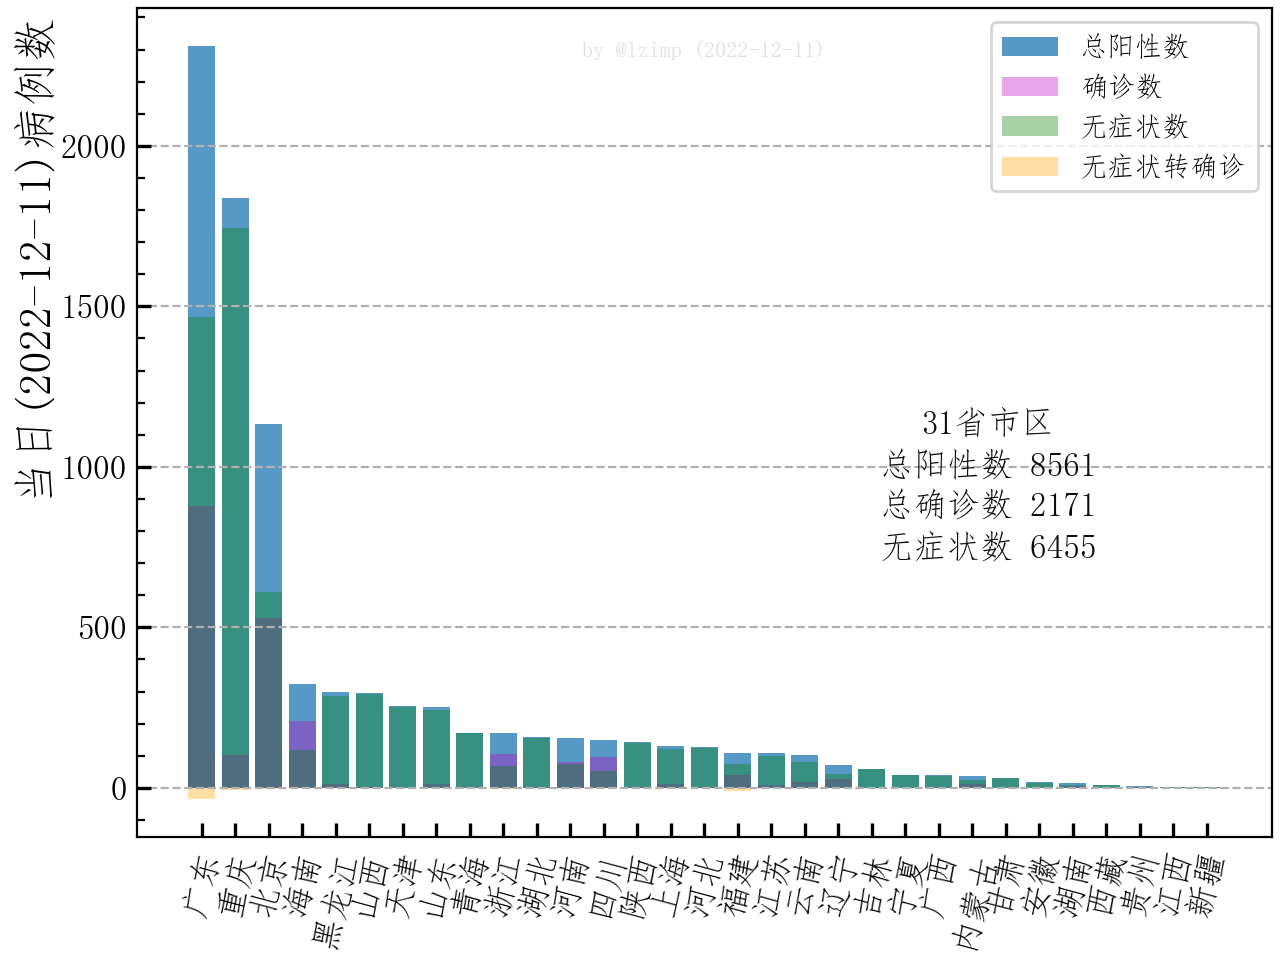 by @lzimp (2022-12-11)
总阳性数
确诊数
无症状数
无症状转确诊
当日(2022-12-11)病例数
2000
1500
1000
500
0
31省市区
总阳性数 8561
总确诊数 2171
无症状数 6455
广东
重庆
北京
海南
黑龙江
山西
天津
山东
青海
浙江
湖北
河南
四川
陕西
上海
河北
福建
江苏
云南
辽宁
吉林
宁夏
广西
内蒙古
甘肃
安徽
湖南
西藏
贵州
江西
新疆